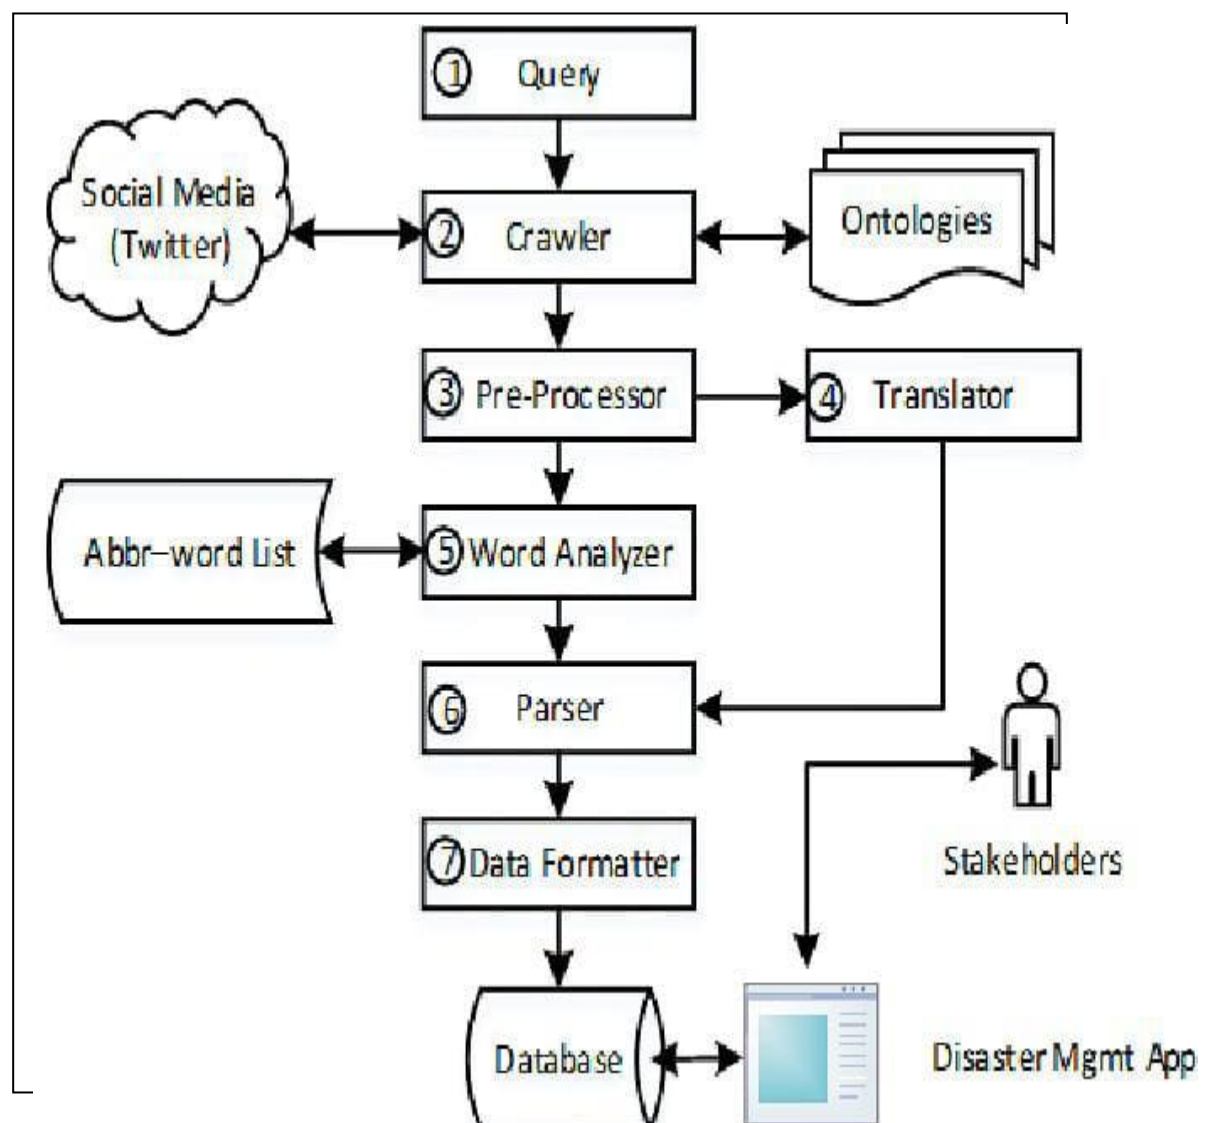 1 Query
Social Media
(Twitter)
2 Crawler
Ontologies
3 Pre-Processor
4 Translator
Abbr-word List
5 Word Analyzer
6 Parser
7 Data Formatter
Stakeholders
Database
Disaster Mgmt App